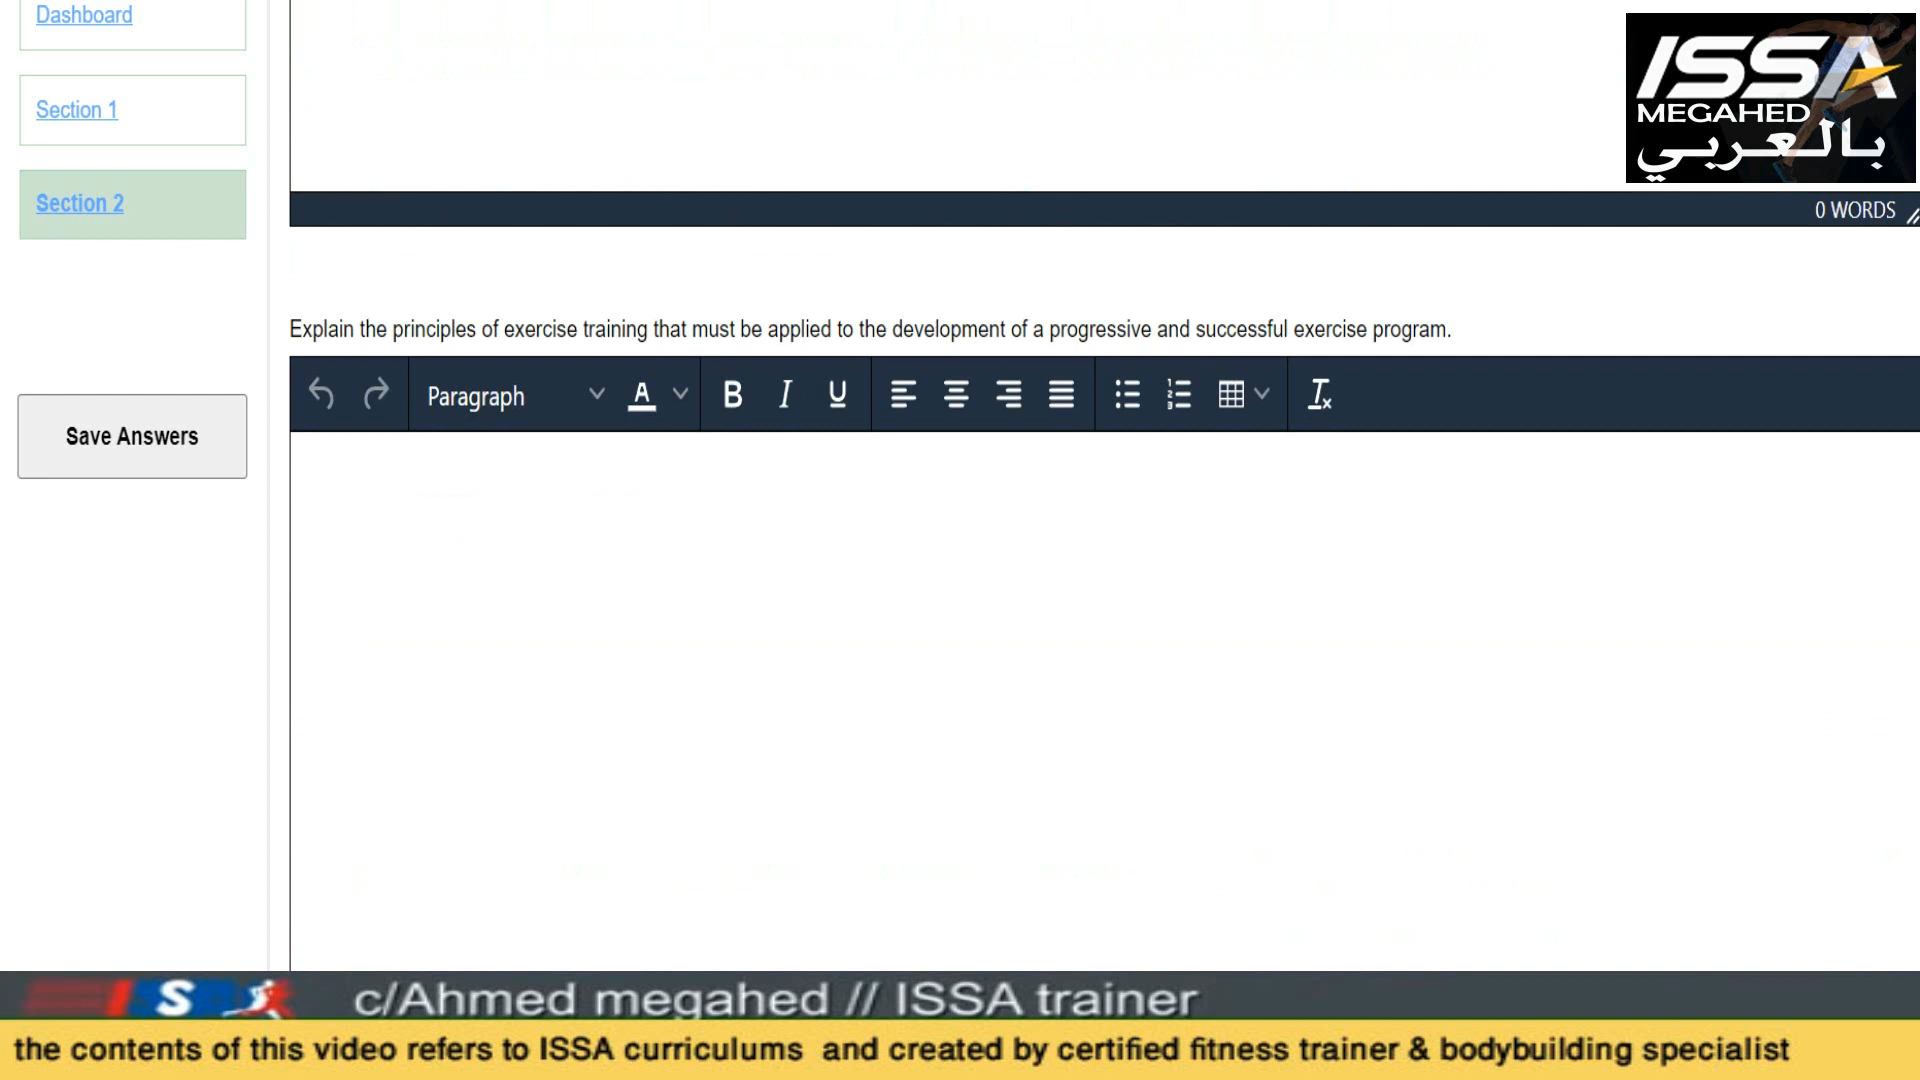 Dashboard
Section 1
Section 2
Save Answers
ISSA
MEGAHED
بالعربي
0 WORDS
Explain the principles of exercise training that must be applied to the development of a progressive and successful exercise program.
Paragraph
c/Ahmed megahed // ISSA trainer
the contents of this video refers to ISSA curriculums and created by certified fitness trainer & bodybuilding specialist